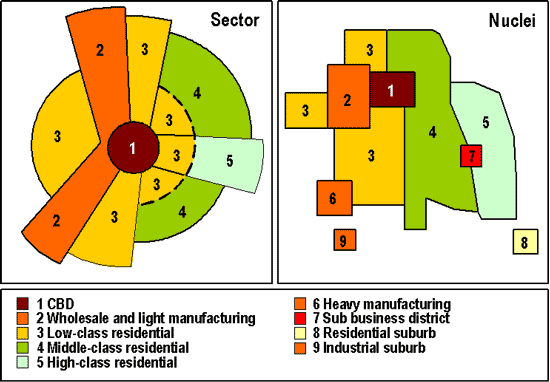 Sector
2
3
4
3
3
1
3
5
3
4
2
3
Nuclei
3
1
2
3
5
4
3
7
6
9
8
1 CBD
2 Wholesale and light manufacturing
3 Low-class residential
4 Middle-class residential
5 High-class residential
6 Heavy manufacturing
7 Sub business district
8 Residential suburb
9 Industrial suburb